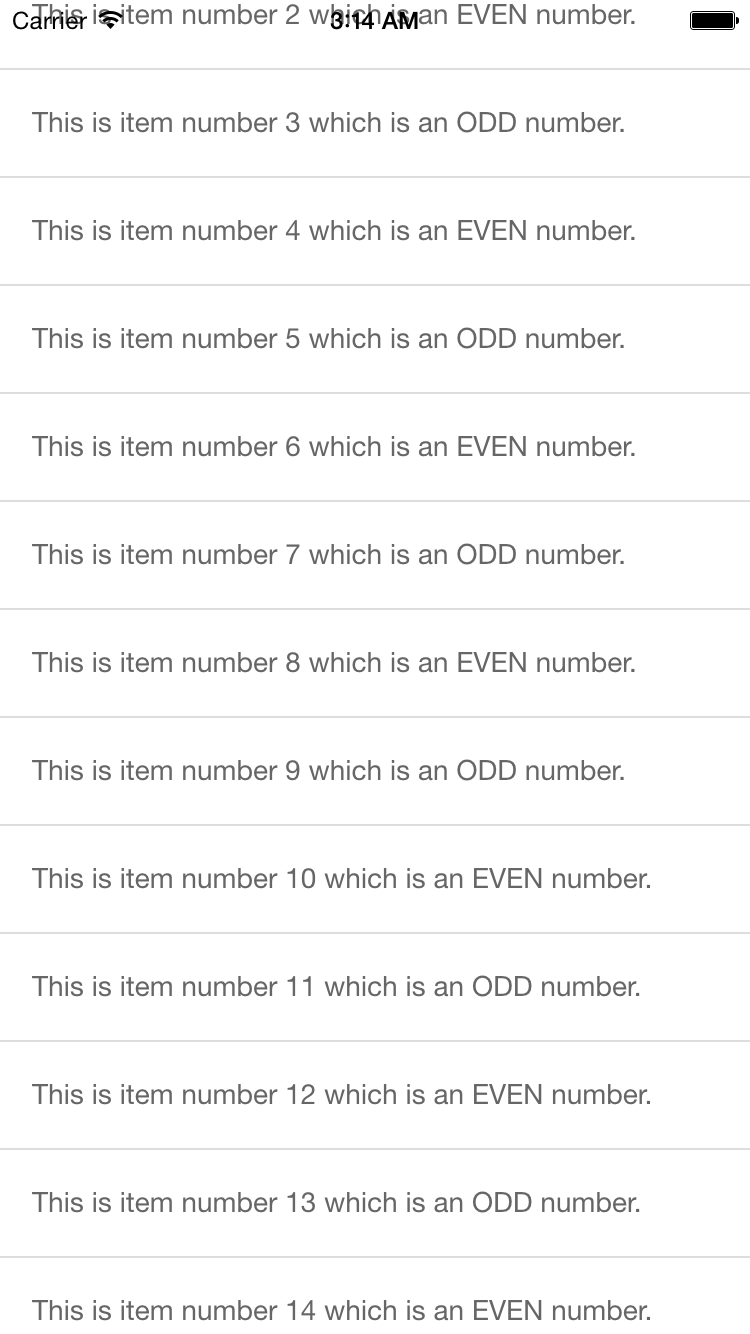 Carrier 3:14 AM
This is item number 2 which is an EVEN number.
This is item number 3 which is an ODD number.
This is item number 4 which is an EVEN number.
This is item number 5 which is an ODD number.
This is item number 6 which is an EVEN number.
This is item number 7 which is an ODD number.
This is item number 8 which is an EVEN number.
This is item number 9 which is an ODD number.
This is item number 10 which is an EVEN number.
This is item number 11 which is an ODD number.
This is item number 12 which is an EVEN number.
This is item number 13 which is an ODD number.
This is item number 14 which is an EVEN number.